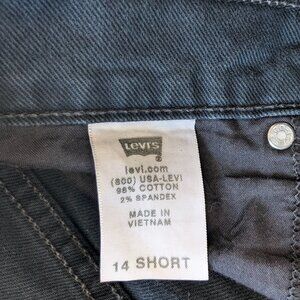 LEVI'S
levi.com
(800) USA-LEVI
98% COTTON
2% SPANDEX
MADE IN
VIETNAM
14 SHORT